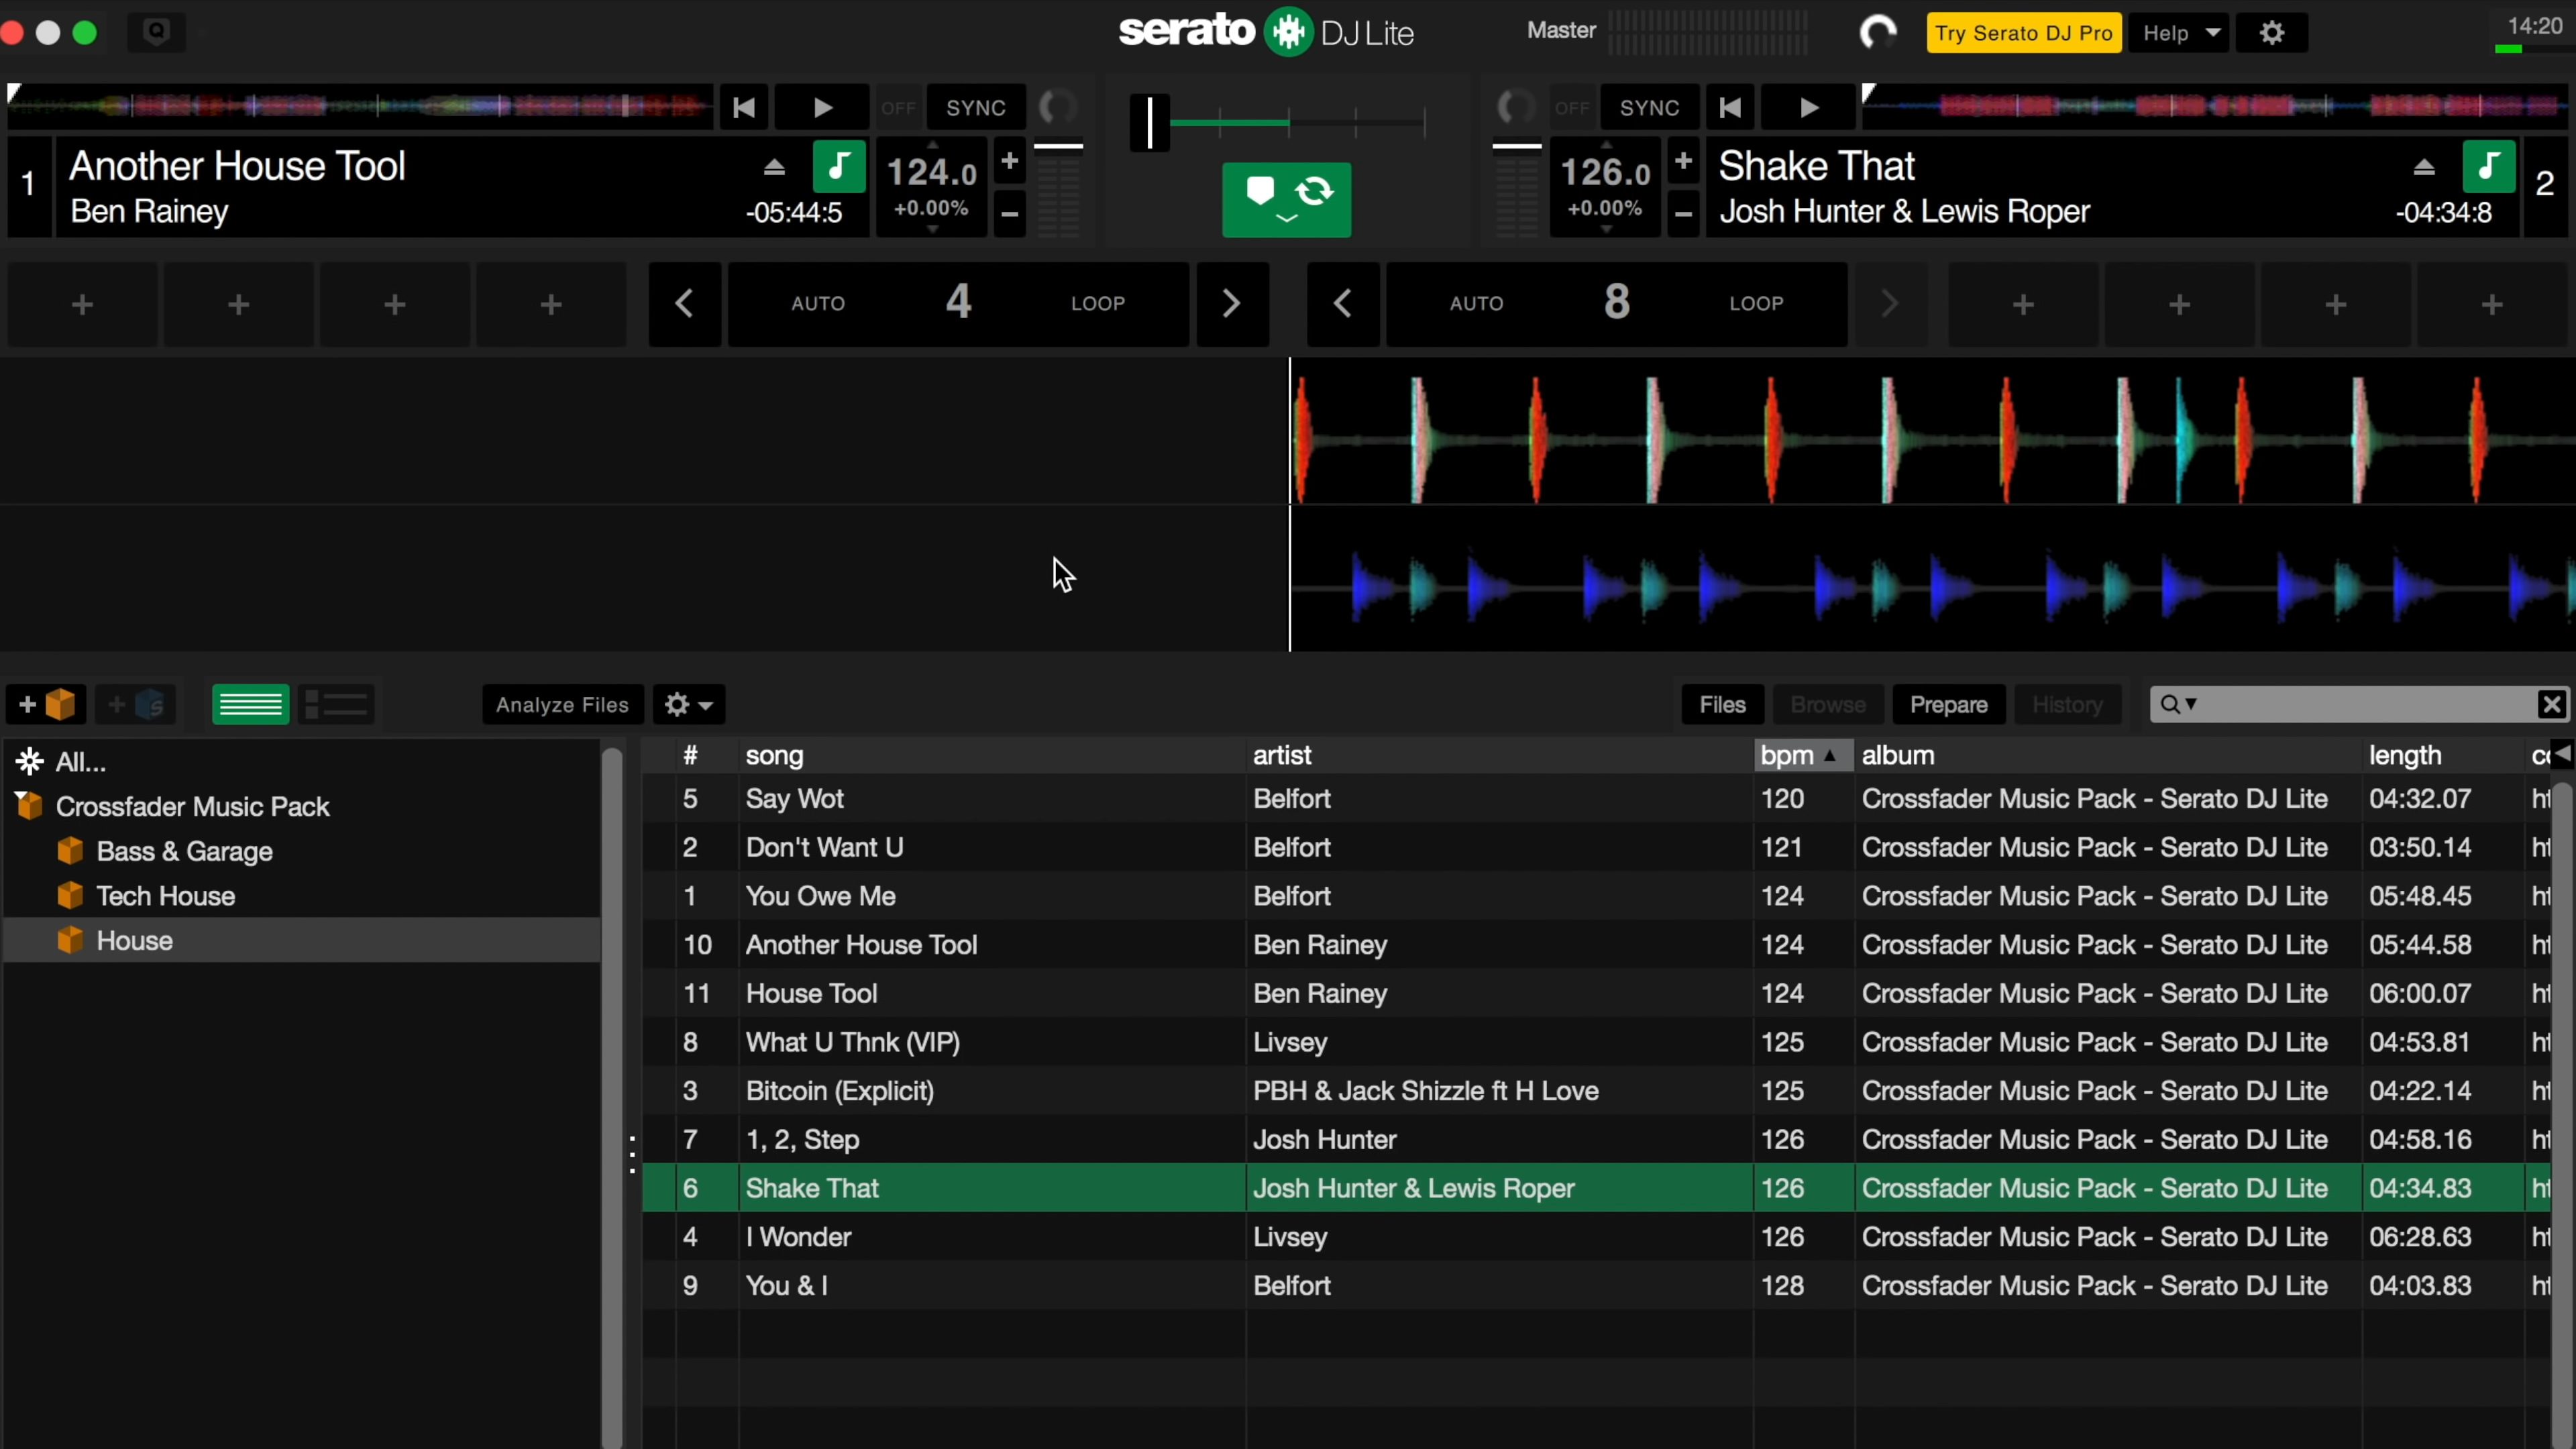 serato DJ Lite
Master
Try Serato DJ Pro
Help
14:20
OFF
SYNC
OFF
SYNC
1
Another House Tool
Ben Rainey
-05:44:5
124.0
+0.00%
126.0
+0.00%
Shake That
Josh Hunter & Lewis Roper
-04:34:8
2
AUTO 4 LOOP
AUTO 8 LOOP
Analyze Files
Files
Browse
Prepare
History
All...
Crossfader Music Pack
Bass & Garage
Tech House
House
# song artist bpm album length
5 Say Wot Belfort 120 Crossfader Music Pack - Serato DJ Lite 04:32.07
2 Don't Want U Belfort 121 Crossfader Music Pack - Serato DJ Lite 03:50.14
1 You Owe Me Belfort 124 Crossfader Music Pack - Serato DJ Lite 05:48.45
10 Another House Tool Ben Rainey 124 Crossfader Music Pack - Serato DJ Lite 05:44.58
11 House Tool Ben Rainey 124 Crossfader Music Pack - Serato DJ Lite 06:00.07
8 What U Thnk (VIP) Livsey 125 Crossfader Music Pack - Serato DJ Lite 04:53.81
3 Bitcoin (Explicit) PBH & Jack Shizzle ft H Love 125 Crossfader Music Pack - Serato DJ Lite 04:22.14
7 1, 2, Step Josh Hunter 126 Crossfader Music Pack - Serato DJ Lite 04:58.16
6 Shake That Josh Hunter & Lewis Roper 126 Crossfader Music Pack - Serato DJ Lite 04:34.83
4 I Wonder Livsey 126 Crossfader Music Pack - Serato DJ Lite 06:28.63
9 You & I Belfort 128 Crossfader Music Pack - Serato DJ Lite 04:03.83